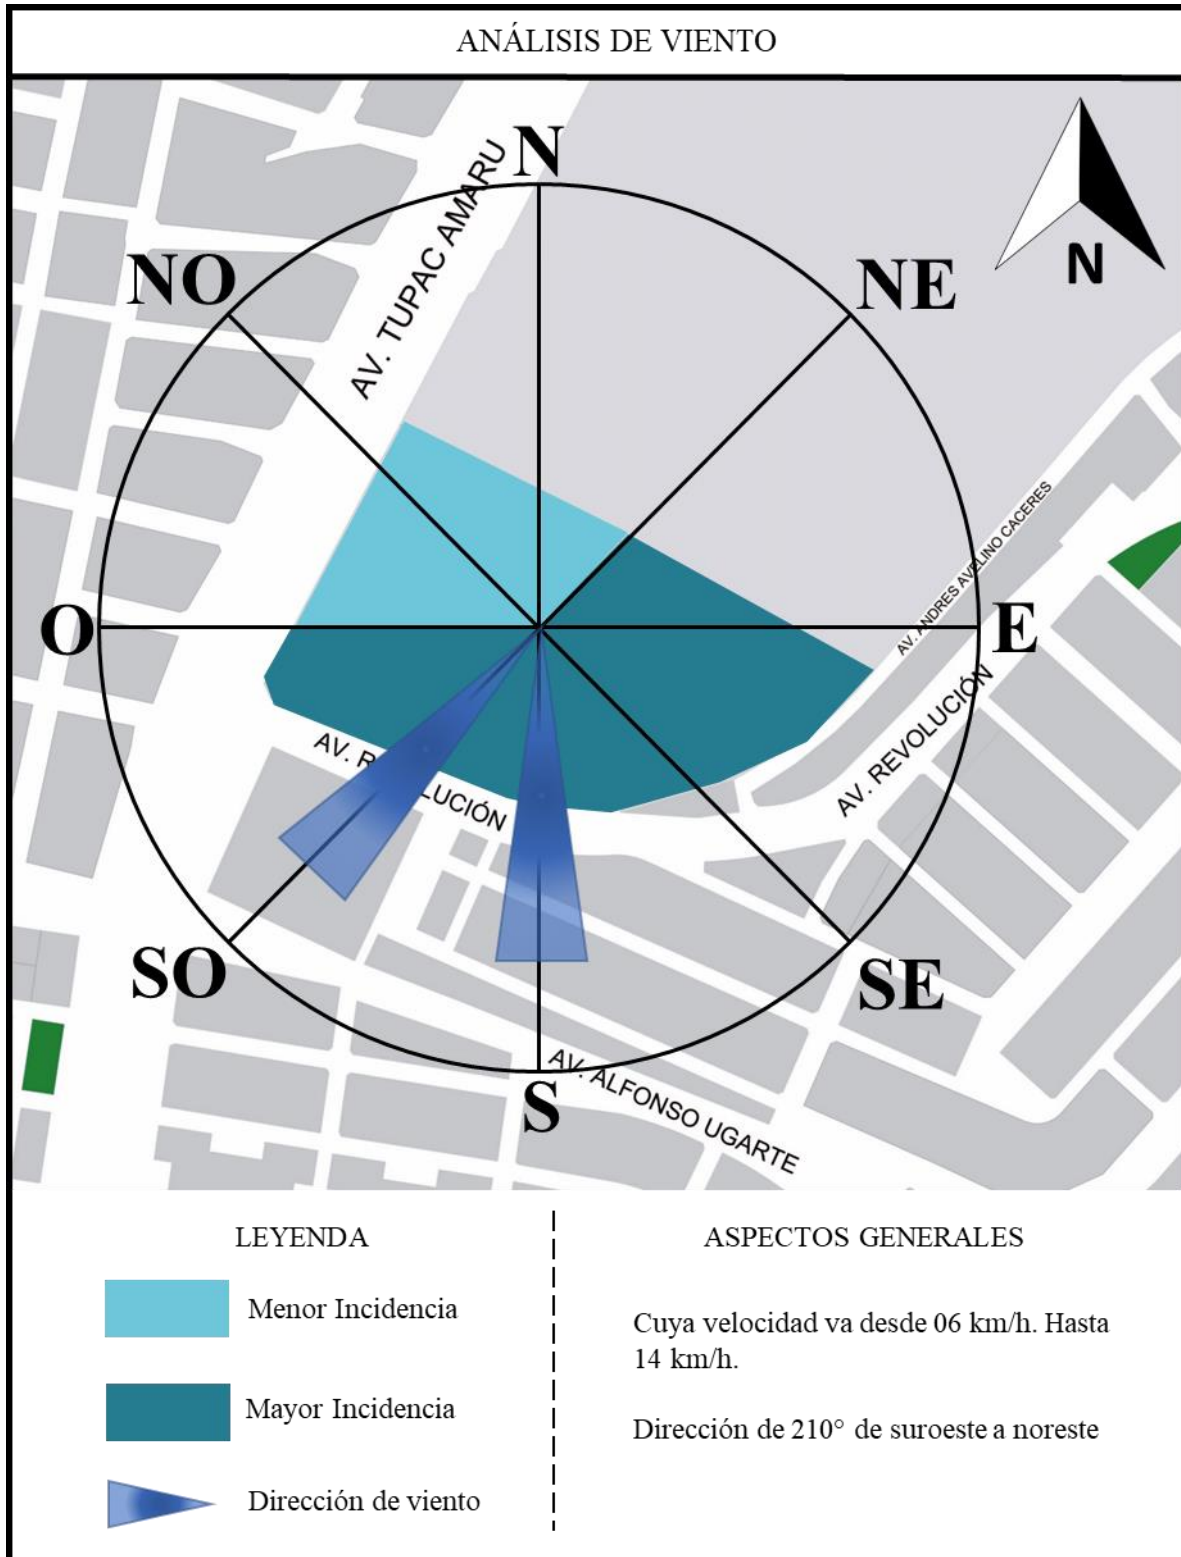 ANÁLISIS DE VIENTO
N
AV. TUPAC AMARU
NO
NE
N
AV. ANDRES AVELINO CACERES
O
E
AV. REVOLUCIÓN
AV. R
LUCIÓN
SO
SE
S
AV. ALFONSO UGARTE
LEYENDA
Menor Incidencia
Mayor Incidencia
Dirección de viento
ASPECTOS GENERALES
Cuya velocidad va desde 06 km/h. Hasta
14 km/h.
Dirección de 210° de suroeste a noreste